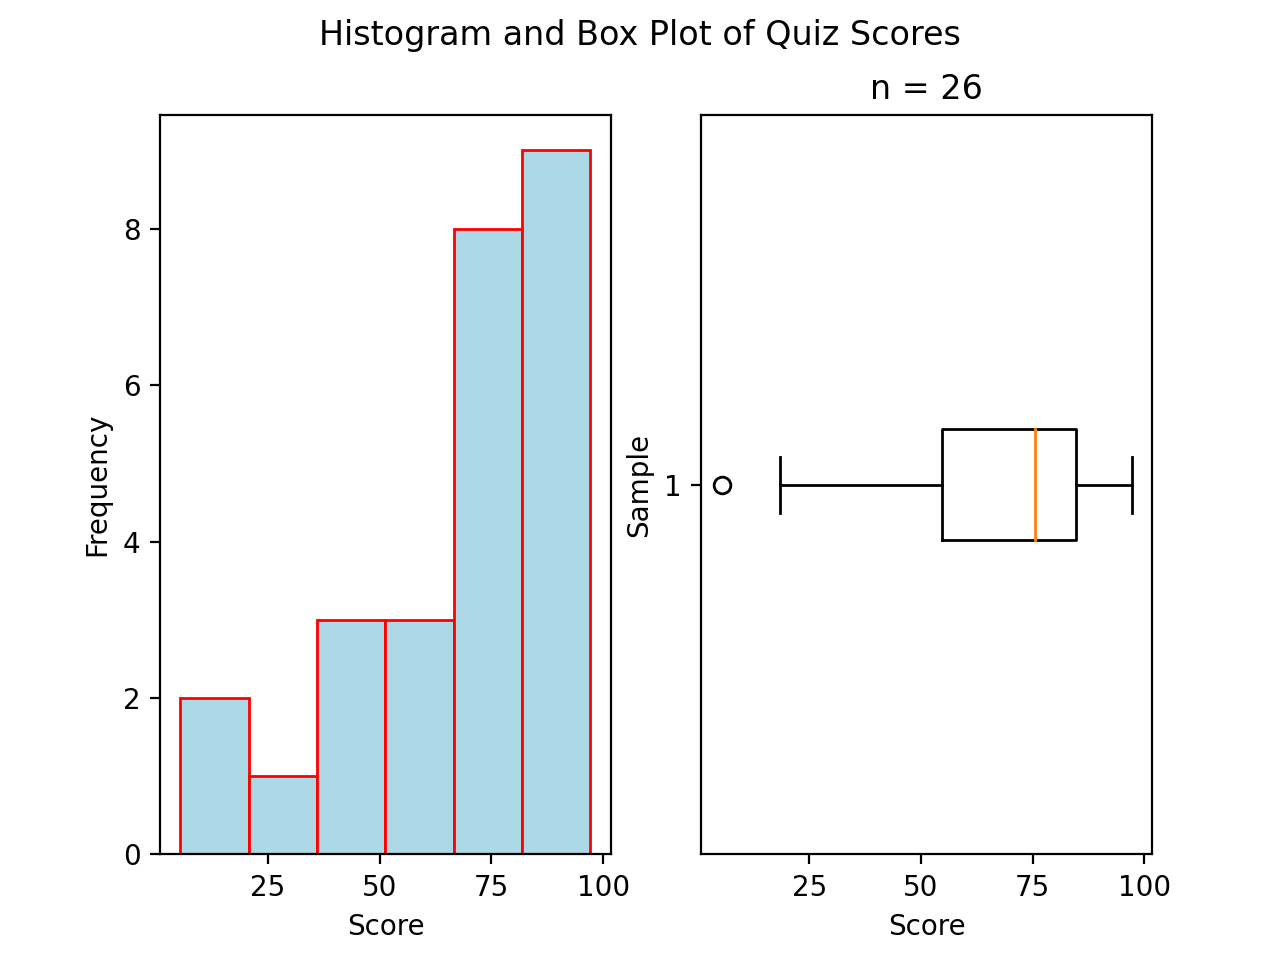 Histogram and Box Plot of Quiz Scores
n = 26
Frequency
8
6
4
2
0
25 50 75 100
Score
Sample
1
25 50 75 100
Score